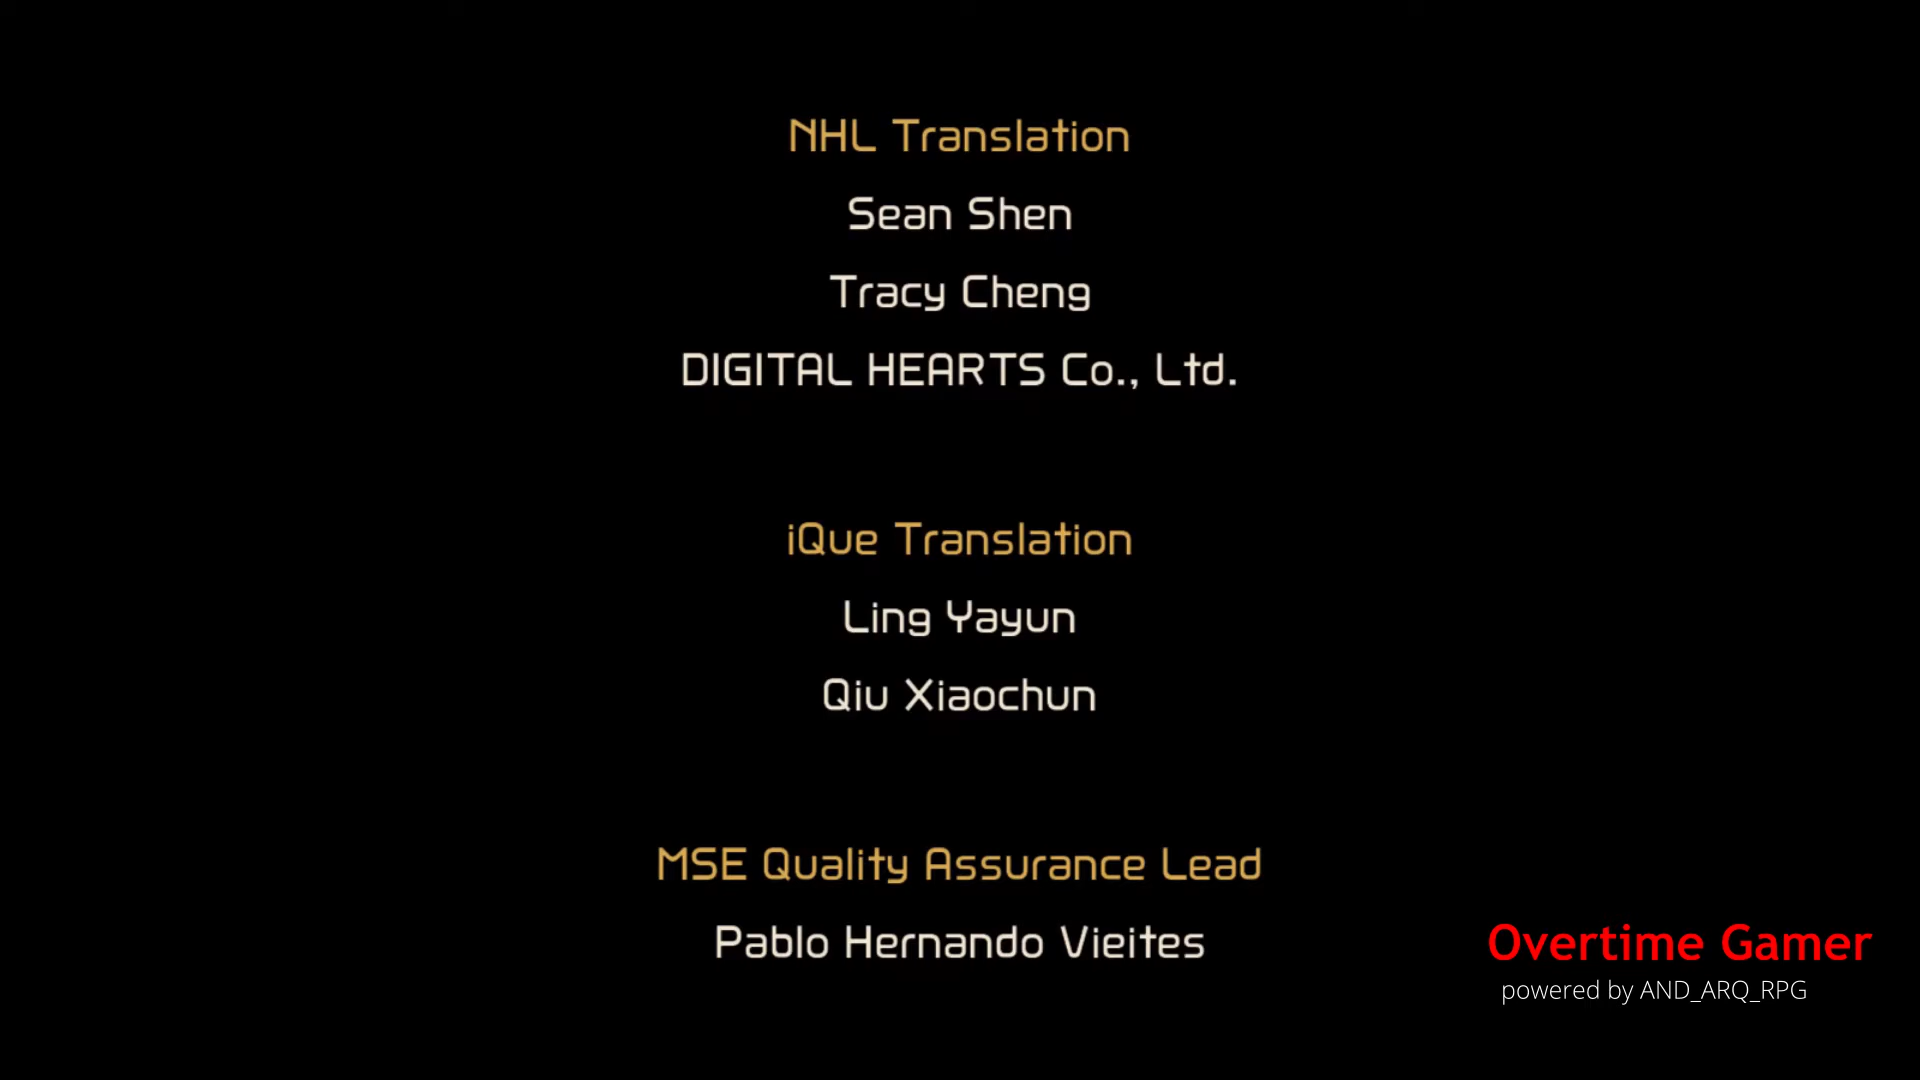 NHL Translation
Sean Shen
Tracy Cheng
DIGITAL HEARTS Co., Ltd.
iQue Translation
Ling Yayun
Qiu Xiaochun
MSE Quality Assurance Lead
Pablo Hernando Vieites
Overtime Gamer
powered by AND_ARQ_RPG